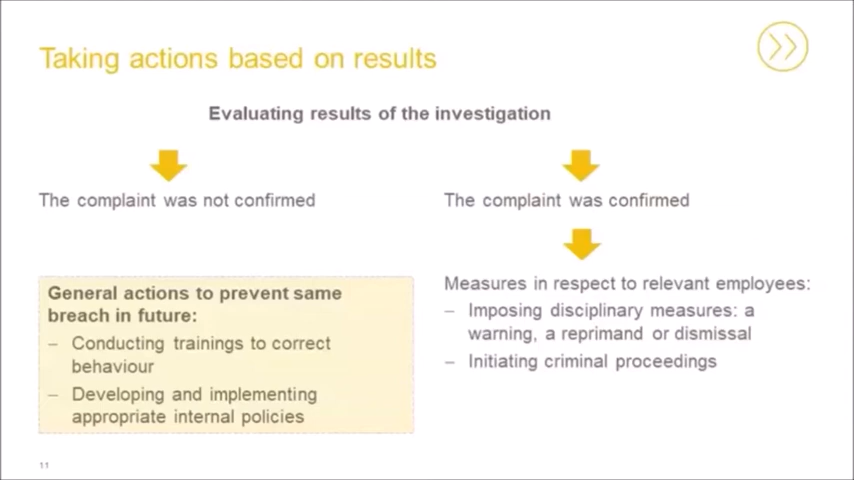 Taking actions based on results
Evaluating results of the investigation
The complaint was not confirmed
The complaint was confirmed
General actions to prevent same
breach in future:
– Conducting trainings to correct
behaviour
– Developing and implementing
appropriate internal policies
Measures in respect to relevant employees:
– Imposing disciplinary measures: a
warning, a reprimand or dismissal
– Initiating criminal proceedings
11